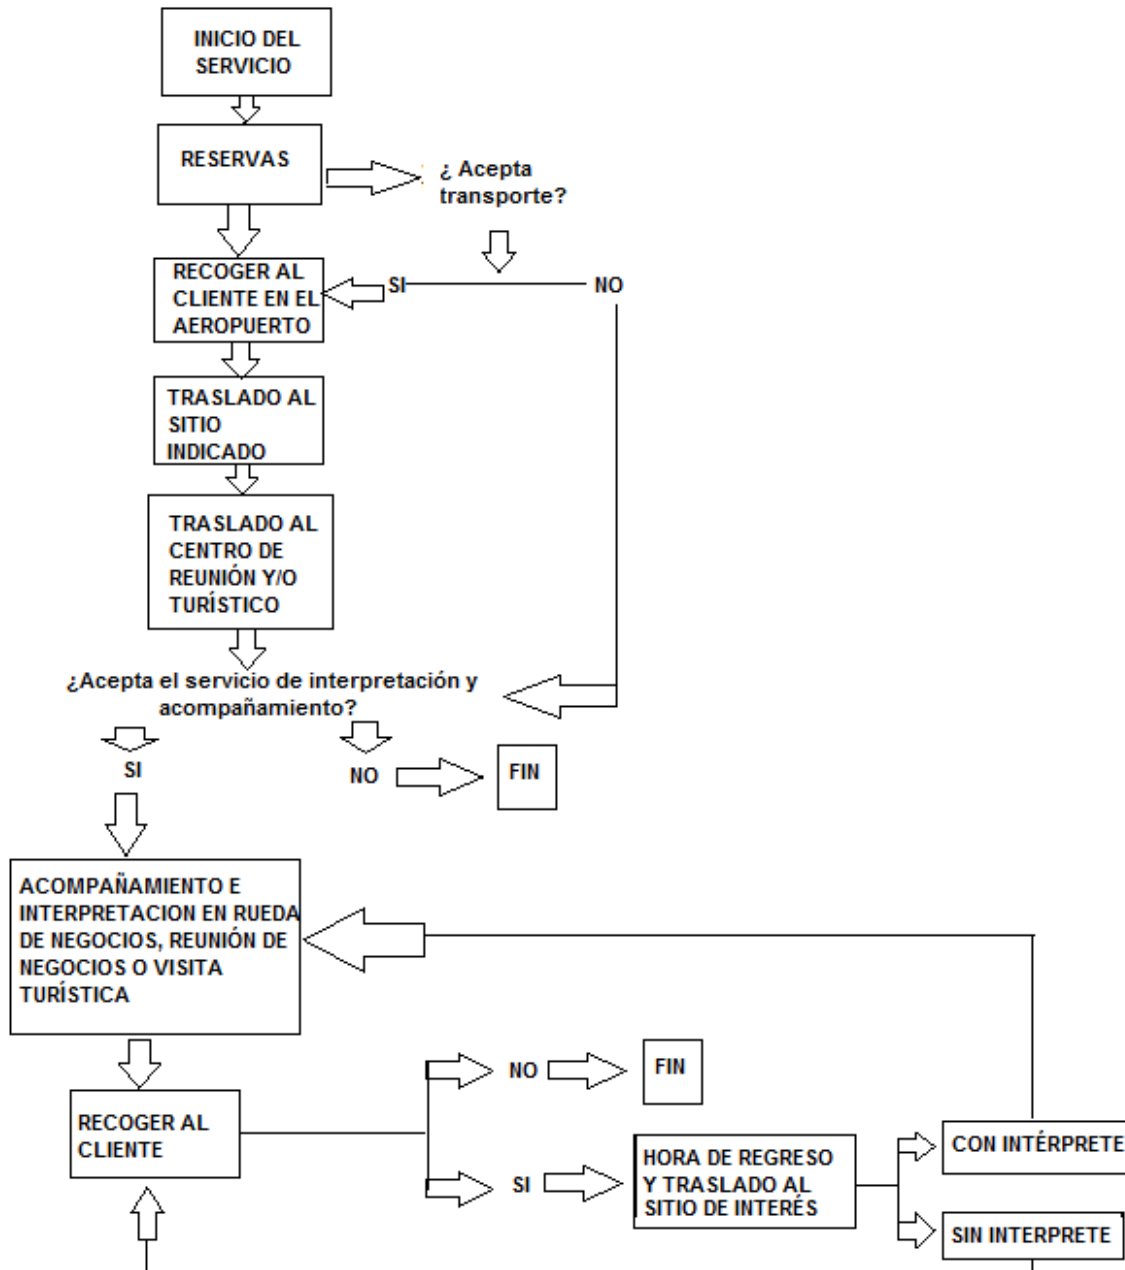 INICIO DEL
SERVICIO
RESERVAS
¿ Acepta
transporte?
RECOGER AL
CLIENTE EN EL
AEROPUERTO
SI
NO
TRASLADO AL
SITIO
INDICADO
TRASLADO AL
CENTRO DE
REUNIÓN Y/O
TURÍSTICO
¿Acepta el servicio de interpretación y
acompañamiento?
SI
NO
FIN
ACOMPAÑAMIENTO E
INTERPRETACION EN RUEDA
DE NEGOCIOS, REUNIÓN DE
NEGOCIOS O VISITA
TURÍSTICA
RECOGER AL
CLIENTE
NO
FIN
SI
HORA DE REGRESO
Y TRASLADO AL
SITIO DE INTERÉS
CON INTÉRPRETE
SIN INTERPRETE